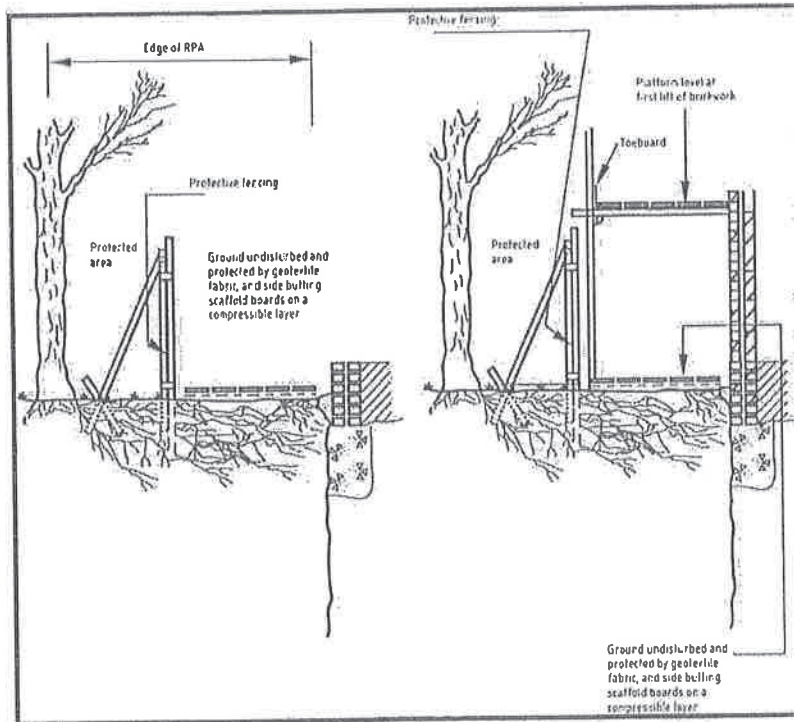 Edge of RPA
Protective fencing
Protected
area
Ground undisturbed and
protected by geotextile
fabric, and side butting
scaffold boards on a
compressible layer
Protective fencing
Platform level at
first lift of brickwork
Toeboard
Protected
area
Ground undisturbed and
protected by geotextile
fabric, and side butting
scaffold boards on a
compressible layer